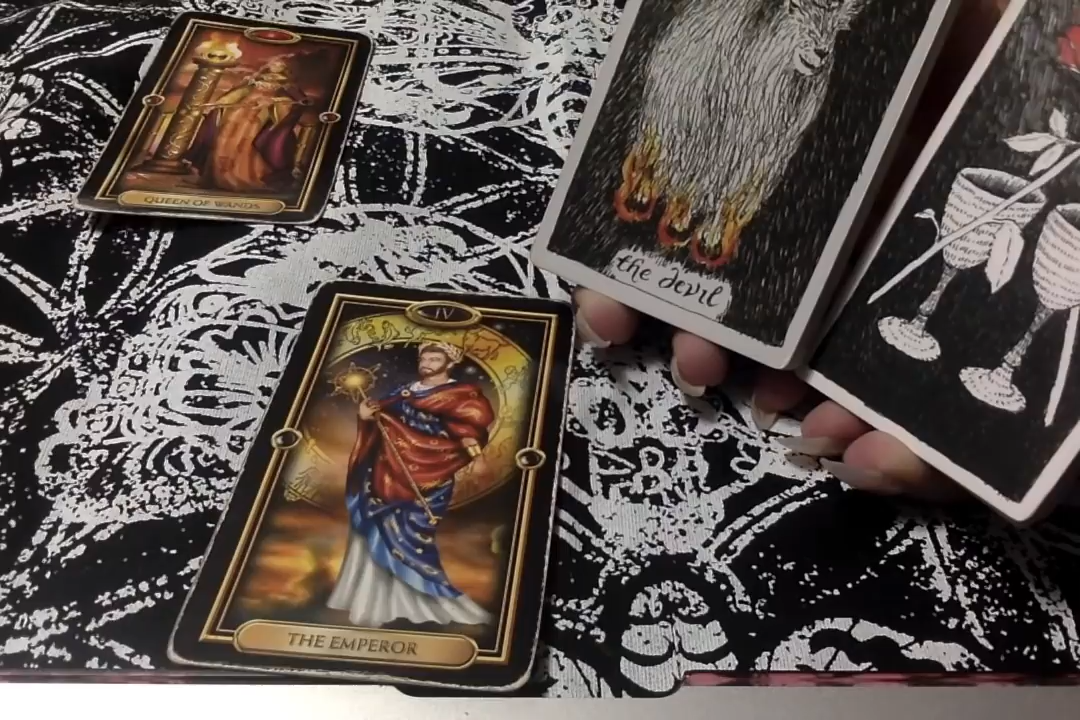 QUEEN OF WANDS
the devil
IV
THE EMPEROR